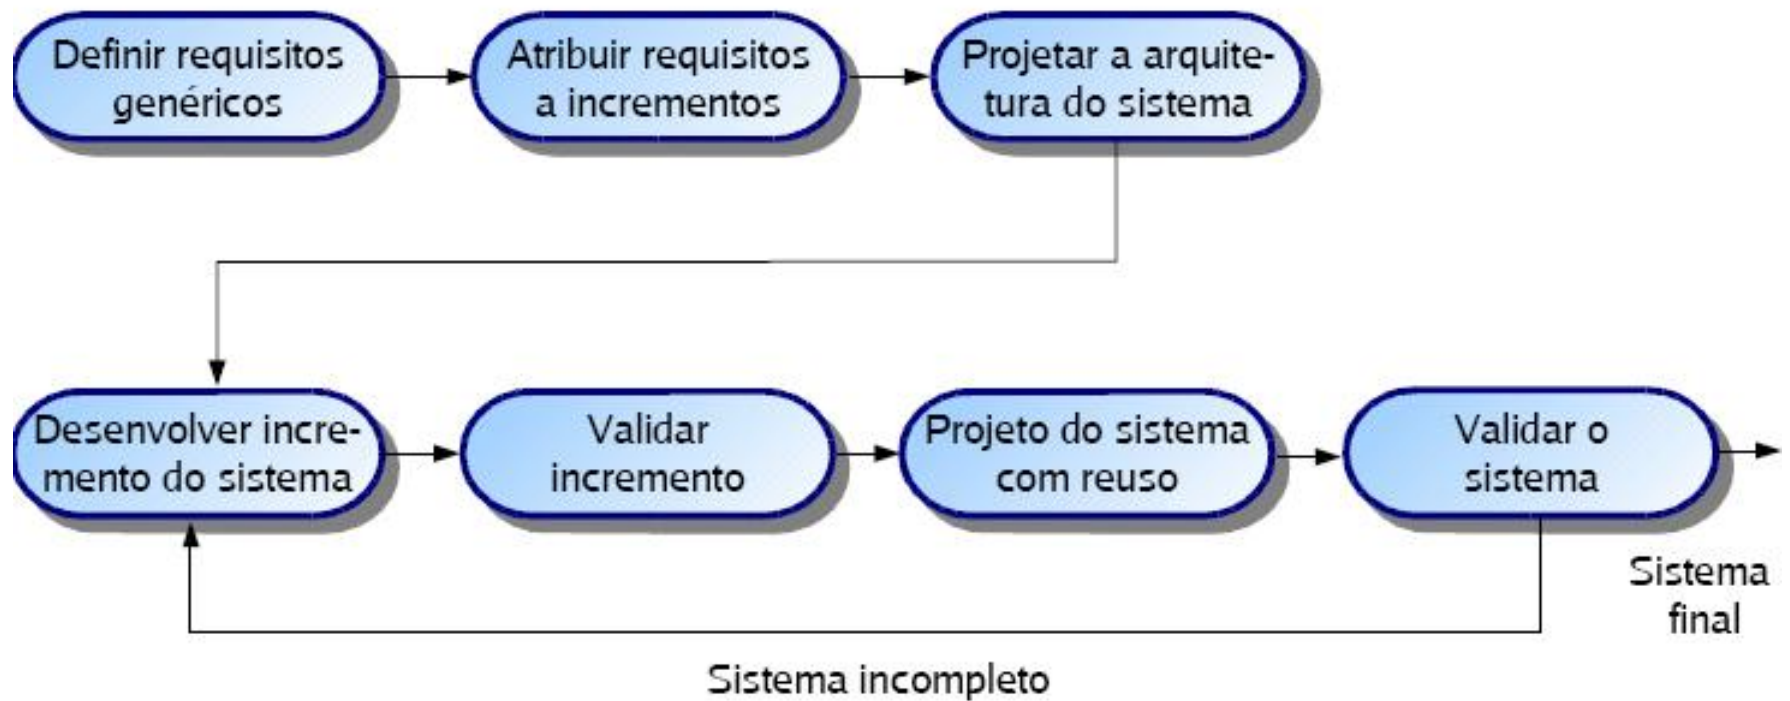 Definir requisitos
genéricos
Atribuir requisitos
a incrementos
Projetar a arquite-
tura do sistema
Desenvolver incre-
mento do sistema
Validar
incremento
Projeto do sistema
com reuso
Validar o
sistema
Sistema
final
Sistema incompleto